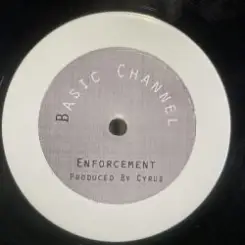 BASIC CHANNEL
ENFORCEMENT
PRODUCED BY CYRUS